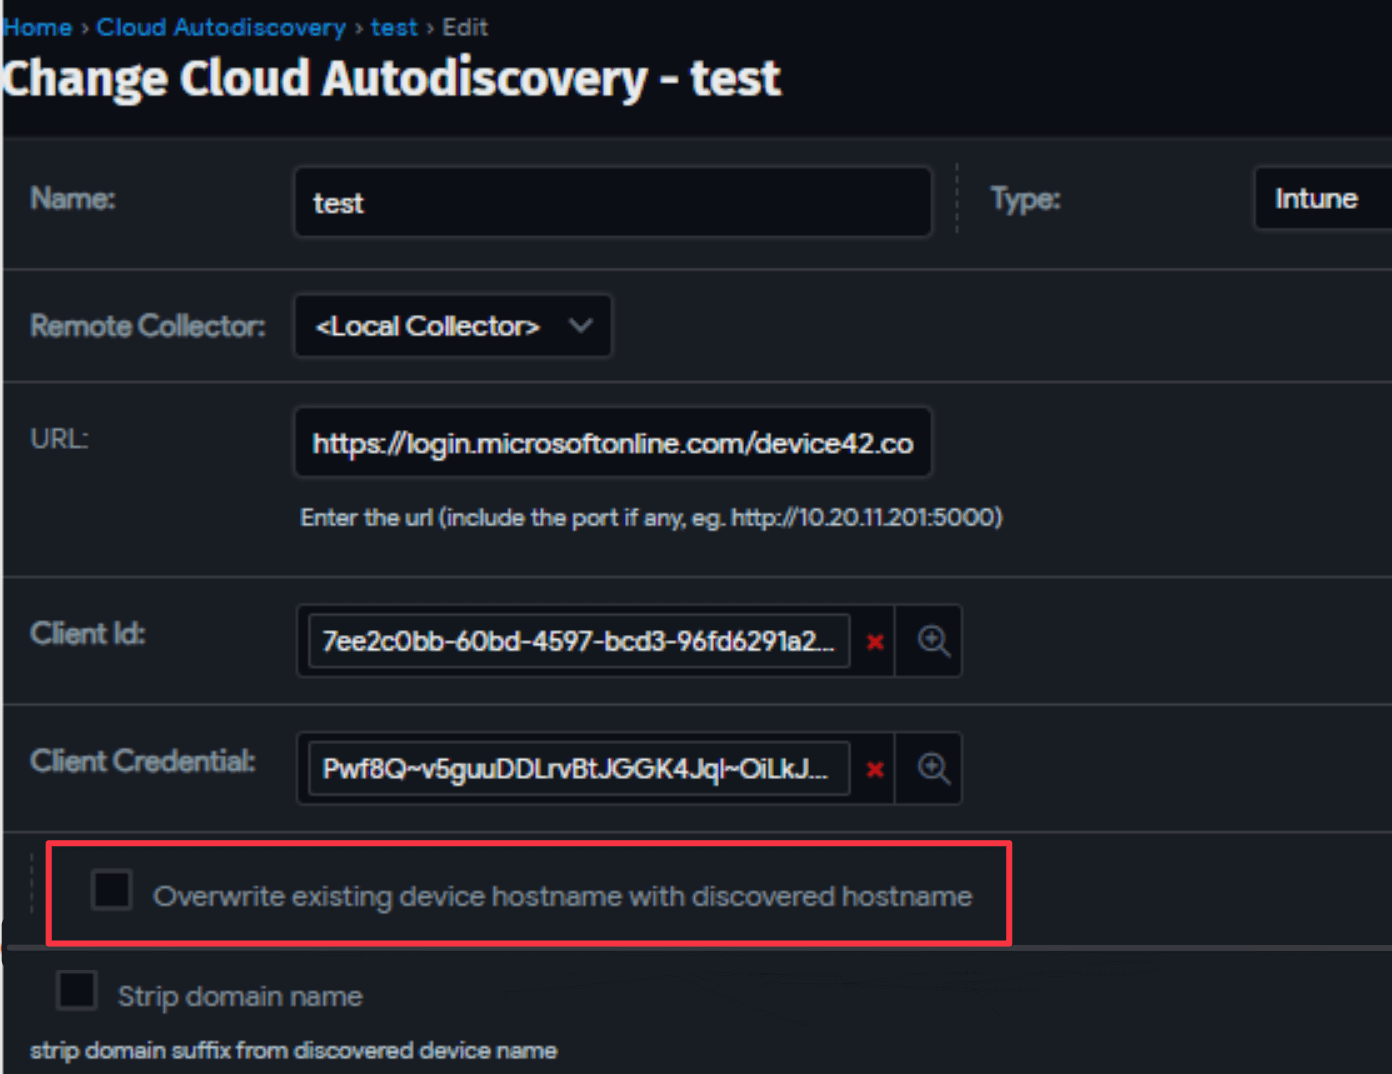 Home › Cloud Autodiscovery › test › Edit
Change Cloud Autodiscovery - test
Name: test Type: Intune
Remote Collector: <Local Collector>
URL: https://login.microsoftonline.com/device42.co
Enter the url (include the port if any, eg. http://10.20.11.201:5000)
Client Id: 7ee2c0bb-60bd-4597-bcd3-96fd6291a2...
Client Credential: Pwf8Q~v5guuDDLrvBtJGGK4Jql~OiLkJ...
Overwrite existing device hostname with discovered hostname
Strip domain name
strip domain suffix from discovered device name